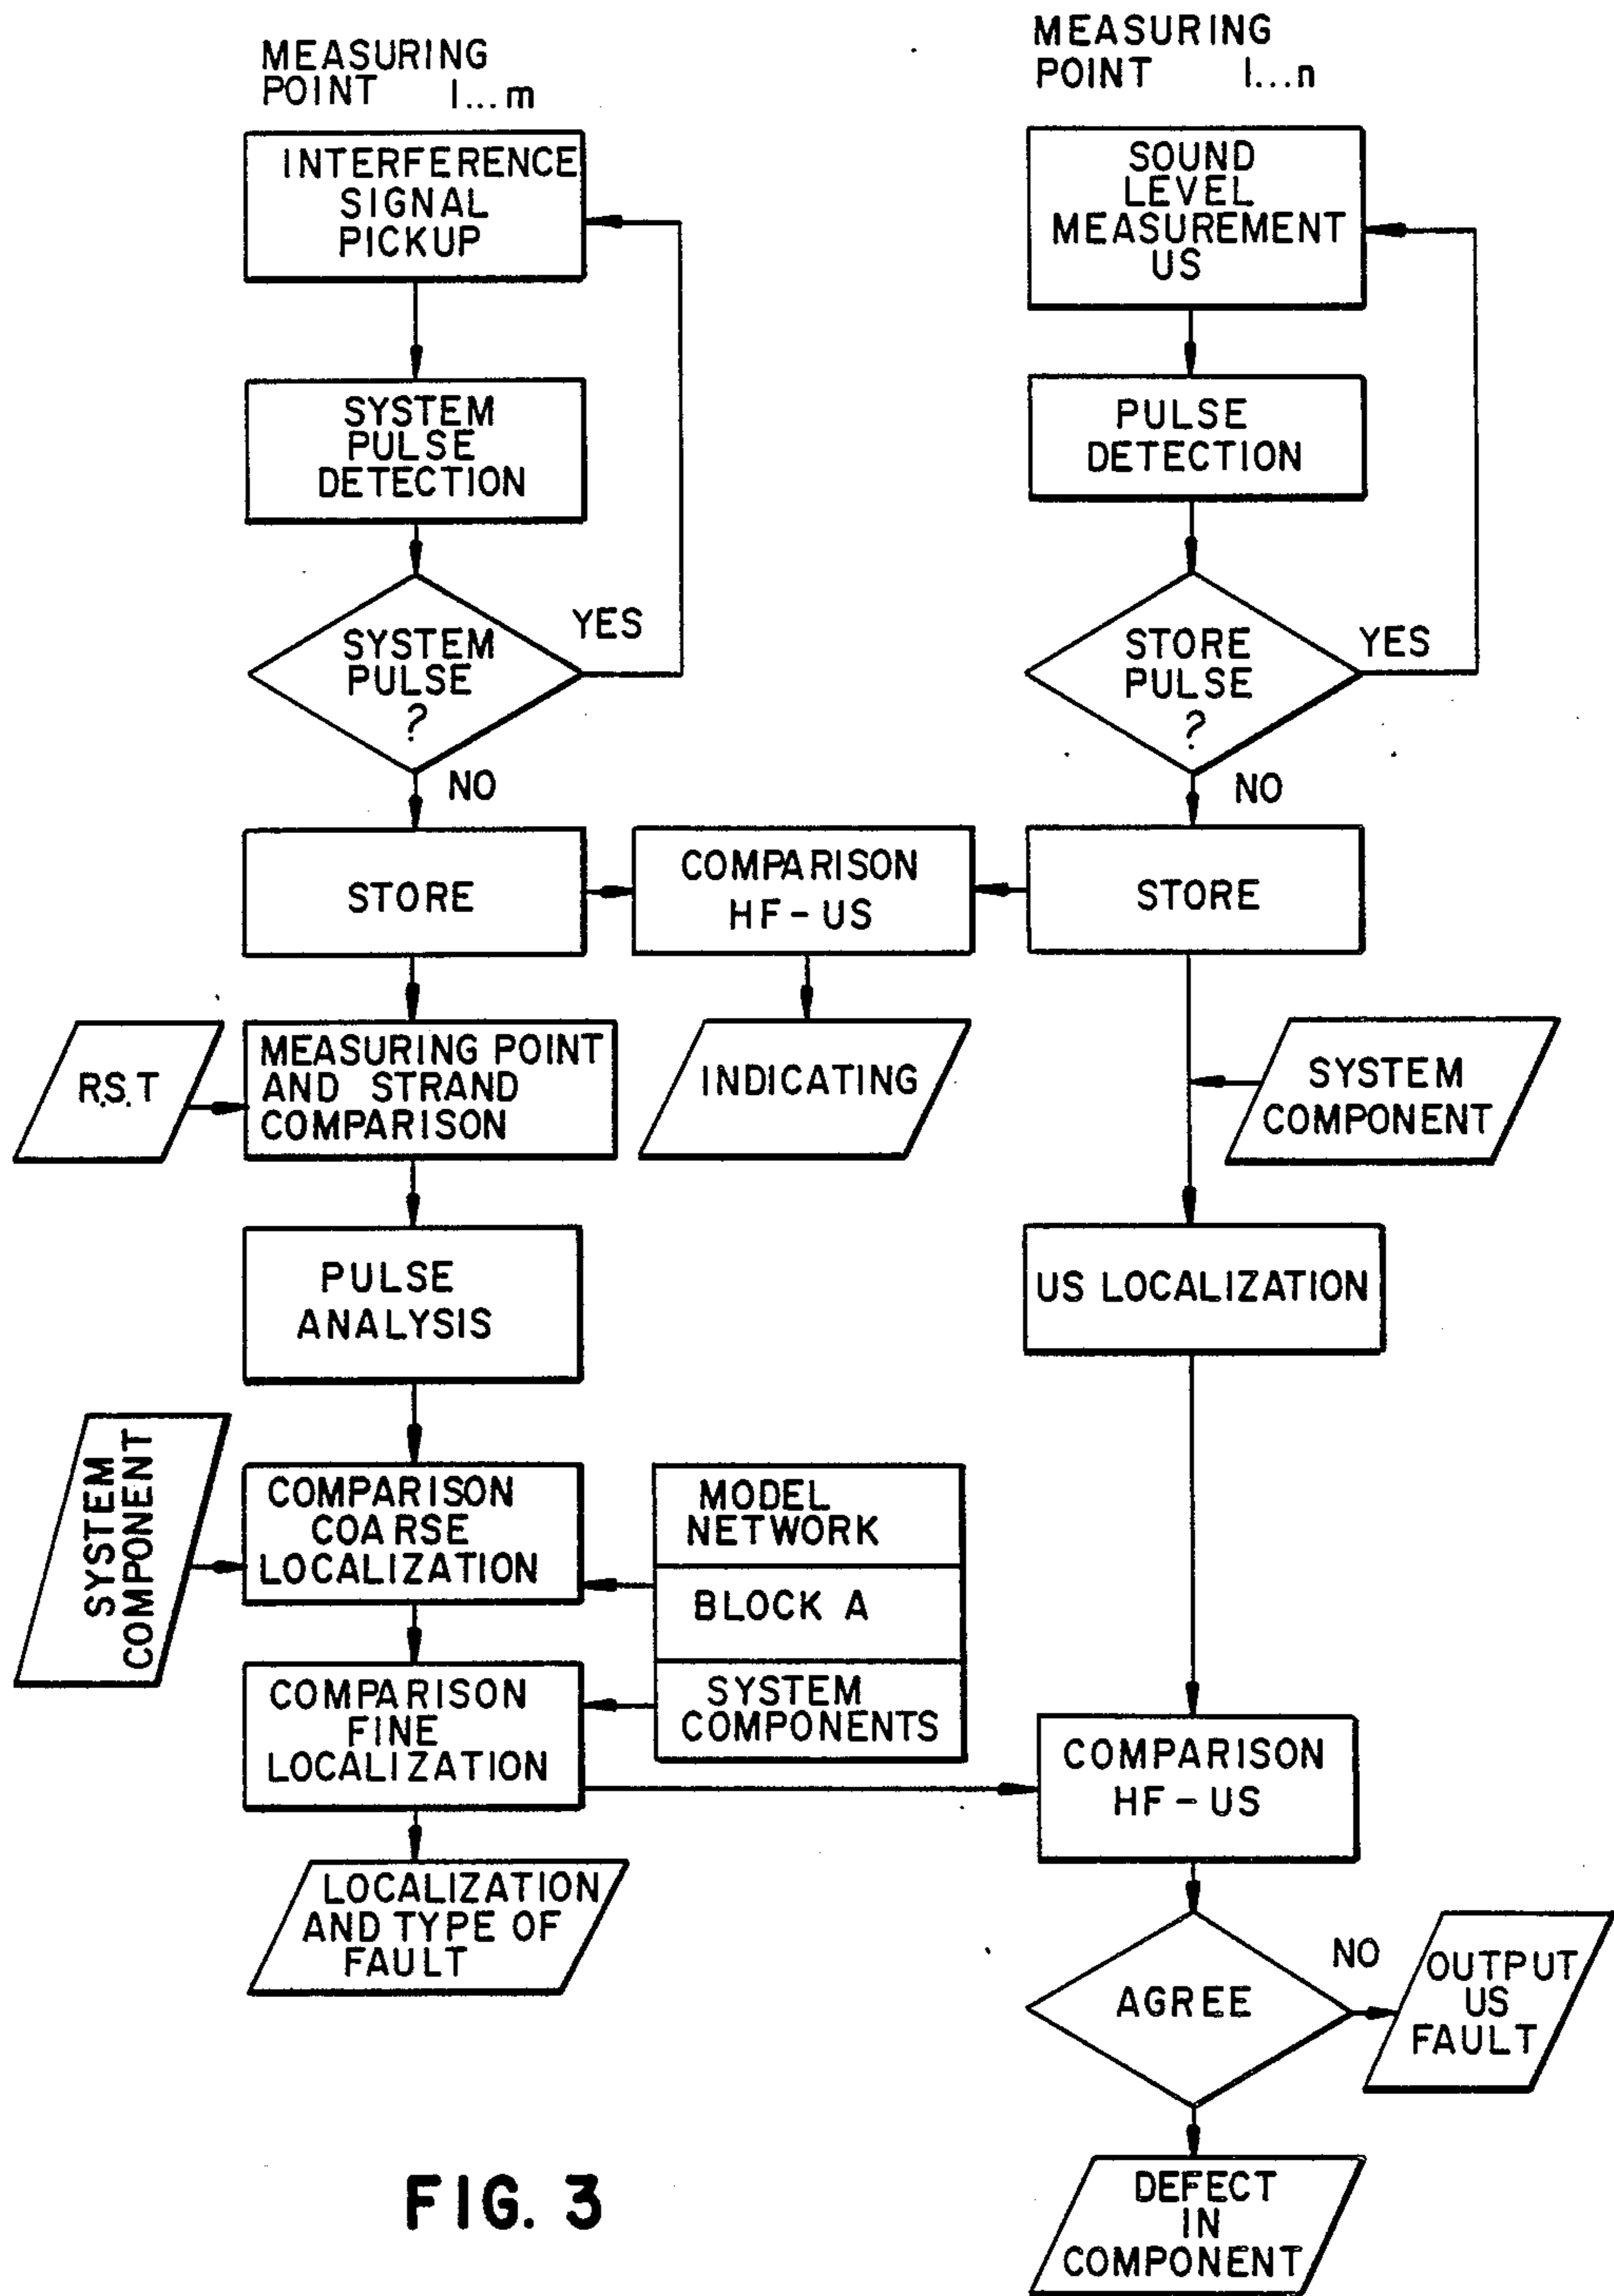 MEASURING
POINT 1...m
MEASURING
POINT 1...n
INTERFERENCE
SIGNAL
PICKUP
SOUND
LEVEL
MEASUREMENT
US
SYSTEM
PULSE
DETECTION
PULSE
DETECTION
SYSTEM
PULSE
?
YES
STORE
PULSE
?
YES
NO
NO
STORE
COMPARISON
HF-US
STORE
R.S.T
MEASURING POINT
AND STRAND
COMPARISON
INDICATING
SYSTEM
COMPONENT
PULSE
ANALYSIS
US LOCALIZATION
SYSTEM
COMPONENT
COMPARISON
COARSE
LOCALIZATION
MODEL
NETWORK
BLOCK A
SYSTEM
COMPONENTS
COMPARISON
FINE
LOCALIZATION
COMPARISON
HF-US
LOCALIZATION
AND TYPE OF
FAULT
AGREE
NO
OUTPUT
US
FAULT
DEFECT
IN
COMPONENT
FIG. 3